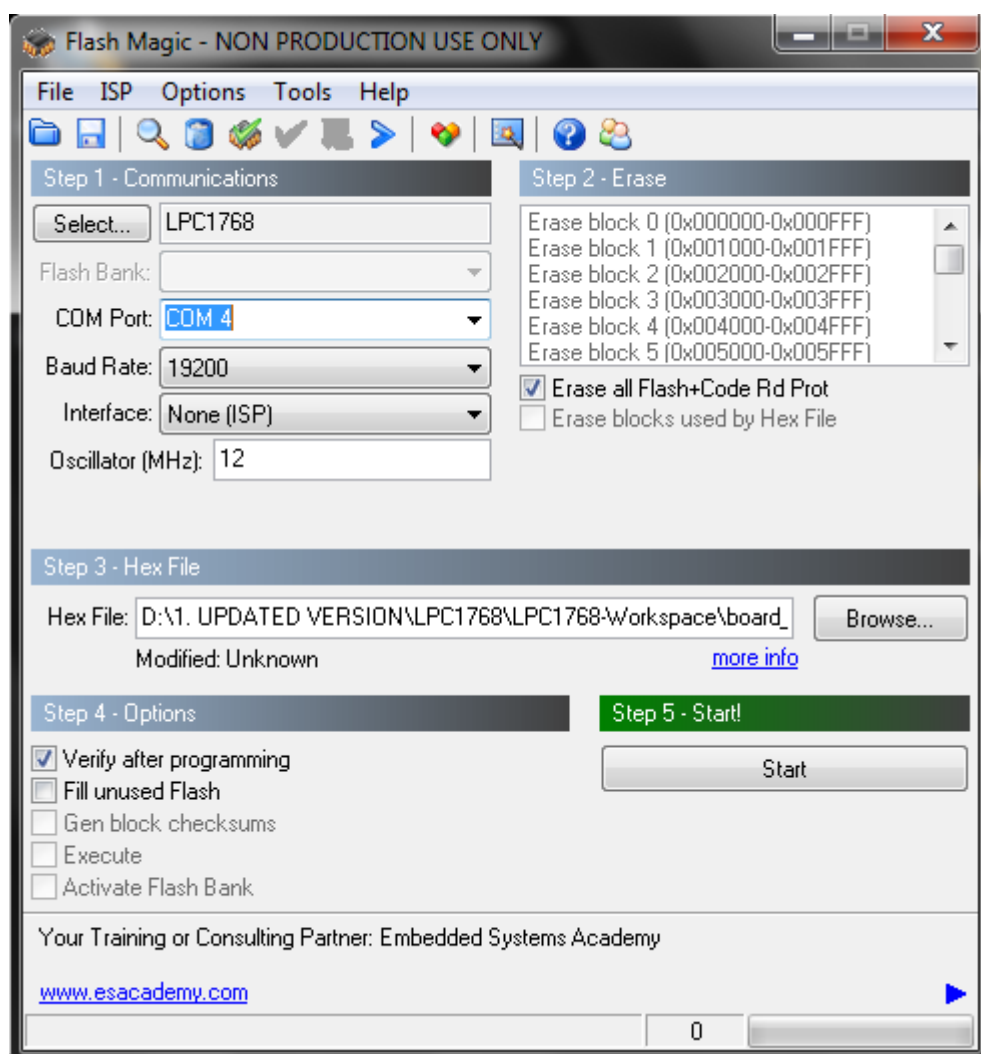 Flash Magic - NON PRODUCTION USE ONLY
File ISP Options Tools Help
Step 1 - Communications
Select... LPC1768
Flash Bank:
COM Port: COM 4
Baud Rate: 19200
Interface: None (ISP)
Oscillator (MHz): 12
Step 2 - Erase
Erase block 0 (0x000000-0x000FFF)
Erase block 1 (0x001000-0x001FFF)
Erase block 2 (0x002000-0x002FFF)
Erase block 3 (0x003000-0x003FFF)
Erase block 4 (0x004000-0x004FFF)
Erase block 5 (0x005000-0x005FFF)
Erase all Flash+Code Rd Prot
Erase blocks used by Hex File
Step 3 - Hex File
Hex File: D:\1. UPDATED VERSION\LPC1768\LPC1768-Workspace\board_ Browse...
Modified: Unknown more info
Step 4 - Options
Verify after programming
Fill unused Flash
Gen block checksums
Execute
Activate Flash Bank
Step 5 - Start!
Start
Your Training or Consulting Partner: Embedded Systems Academy
www.esacademy.com
0